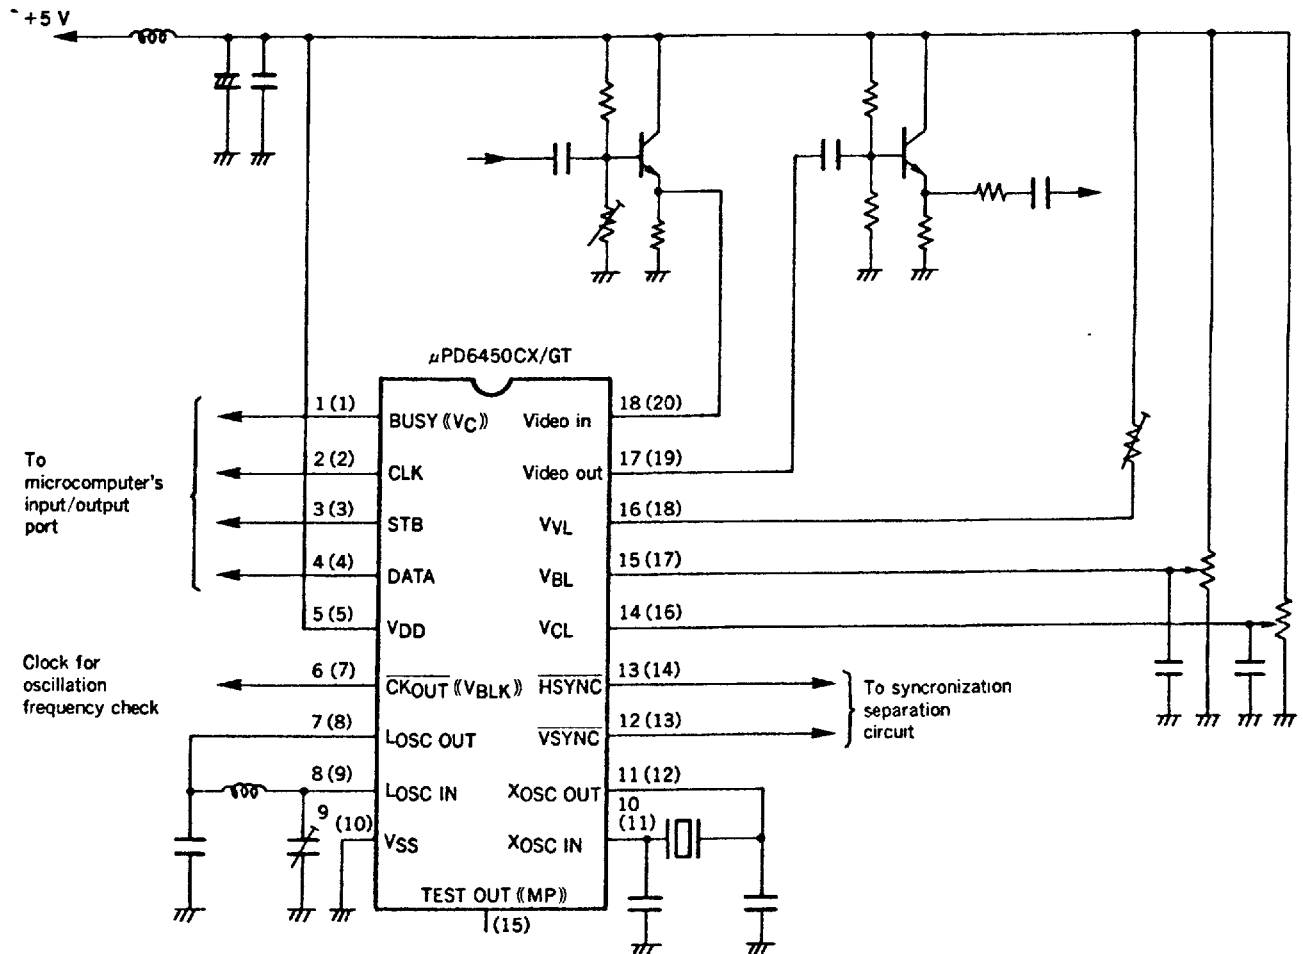 +5 V
μPD6450CX/GT
1 (1)
BUSY ⟪VC⟫
Video in
18 (20)
2 (2)
CLK
Video out
17 (19)
3 (3)
STB
VVL
16 (18)
4 (4)
DATA
VBL
15 (17)
5 (5)
VDD
VCL
14 (16)
6 (7)
CKOUT ⟪VBLK⟫
HSYNC
13 (14)
7 (8)
LOSC OUT
VSYNC
12 (13)
8 (9)
LOSC IN
XOSC OUT
11 (12)
9
(10)
VSS
XOSC IN
10
(11)
TEST OUT ⟪MP⟫
(15)
To
microcomputer's
input/output
port
Clock for
oscillation
frequency check
To syncronization
separation
circuit